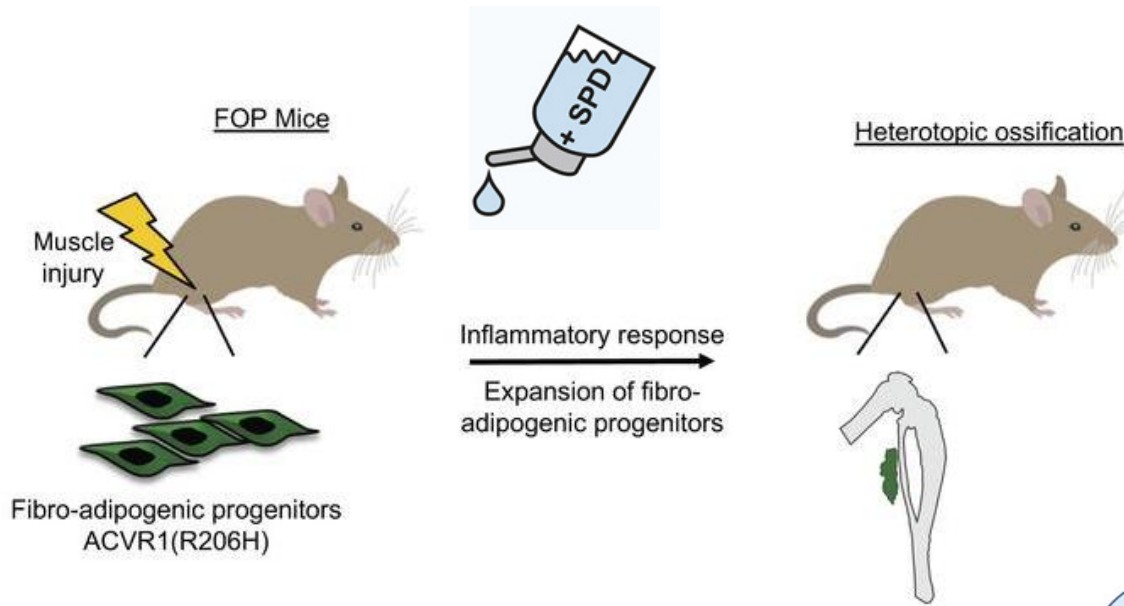 FOP Mice
+ SPD
Heterotopic ossification
Muscle
injury
Inflammatory response
Expansion of fibro-
adipogenic progenitors
Fibro-adipogenic progenitors
ACVR1(R206H)